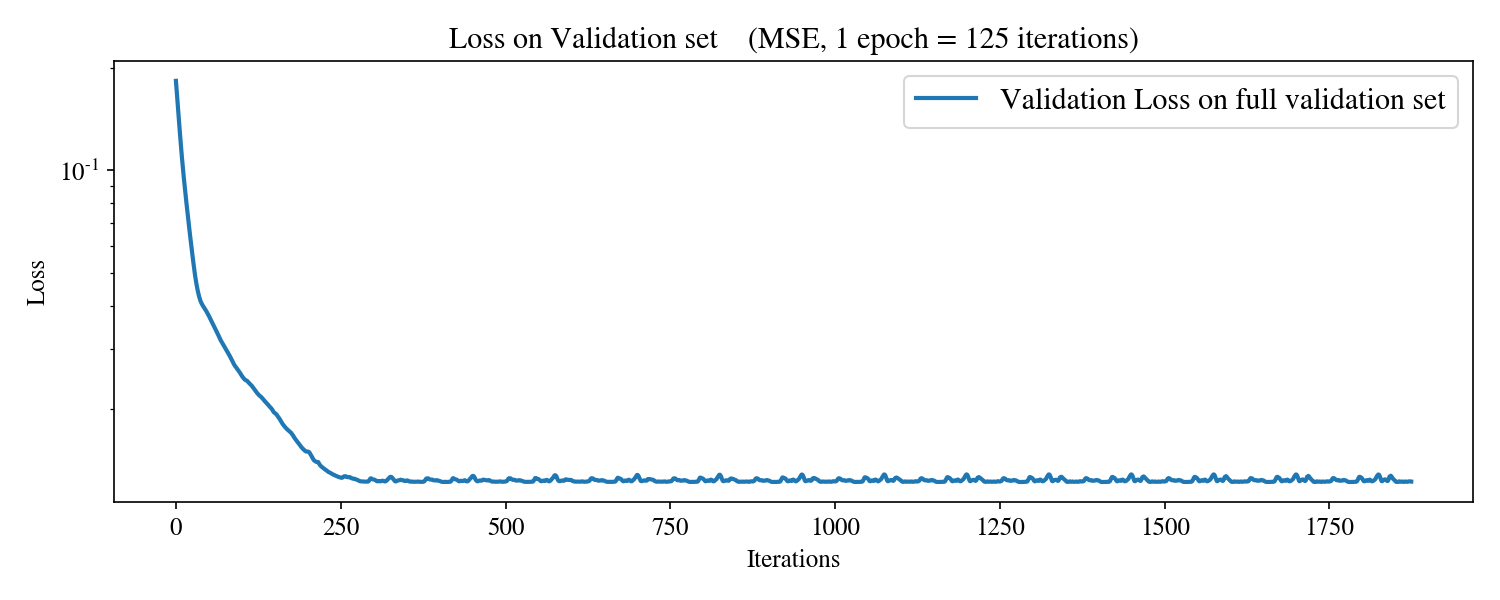 Loss on Validation set (MSE, 1 epoch = 125 iterations)
Validation Loss on full validation set
10⁻¹
Loss
0 250 500 750 1000 1250 1500 1750
Iterations